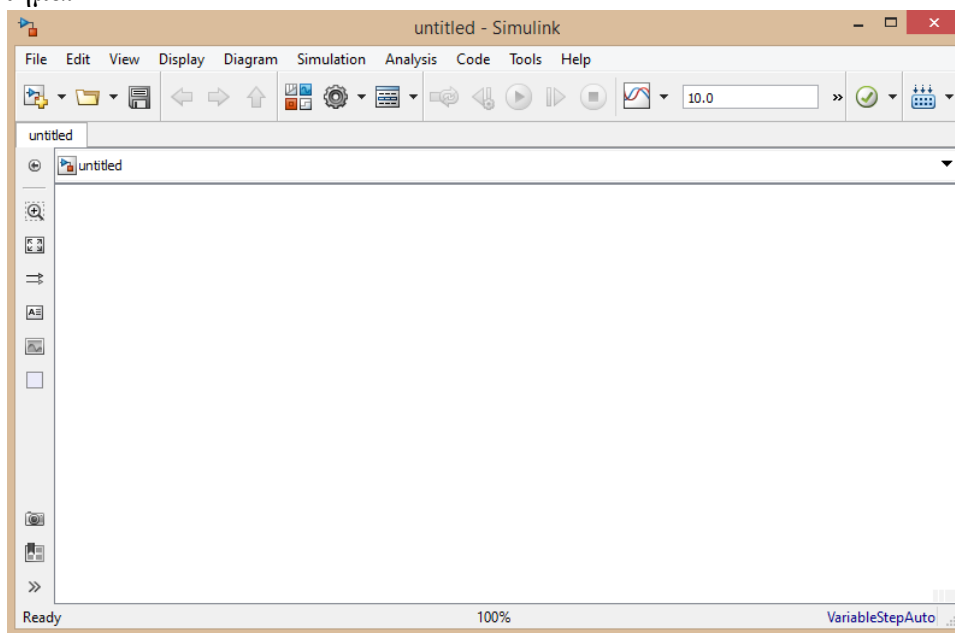 untitled - Simulink
File Edit View Display Diagram Simulation Analysis Code Tools Help
10.0 »
untitled
untitled
A
»
Ready 100% VariableStepAuto